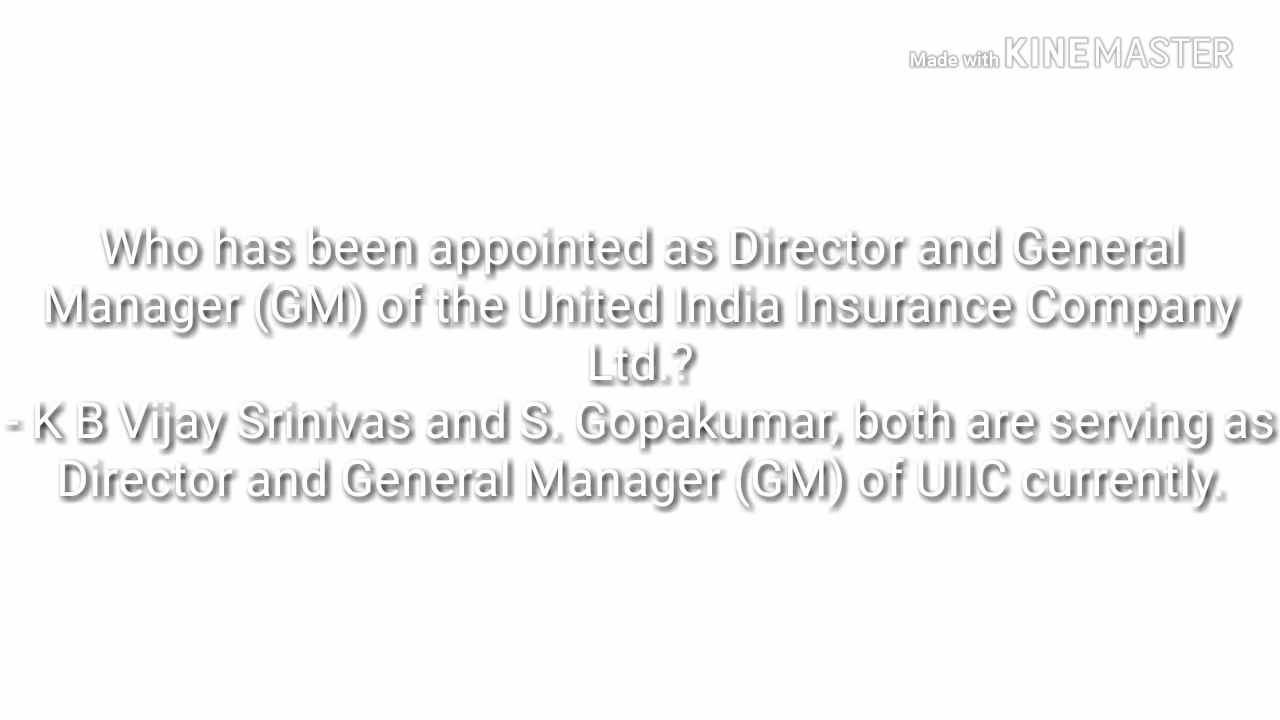 Made with KINEMASTER
Who has been appointed as Director and General
Manager (GM) of the United India Insurance Company
Ltd.?
- K B Vijay Srinivas and S. Gopakumar, both are serving as
Director and General Manager (GM) of UIIC currently.